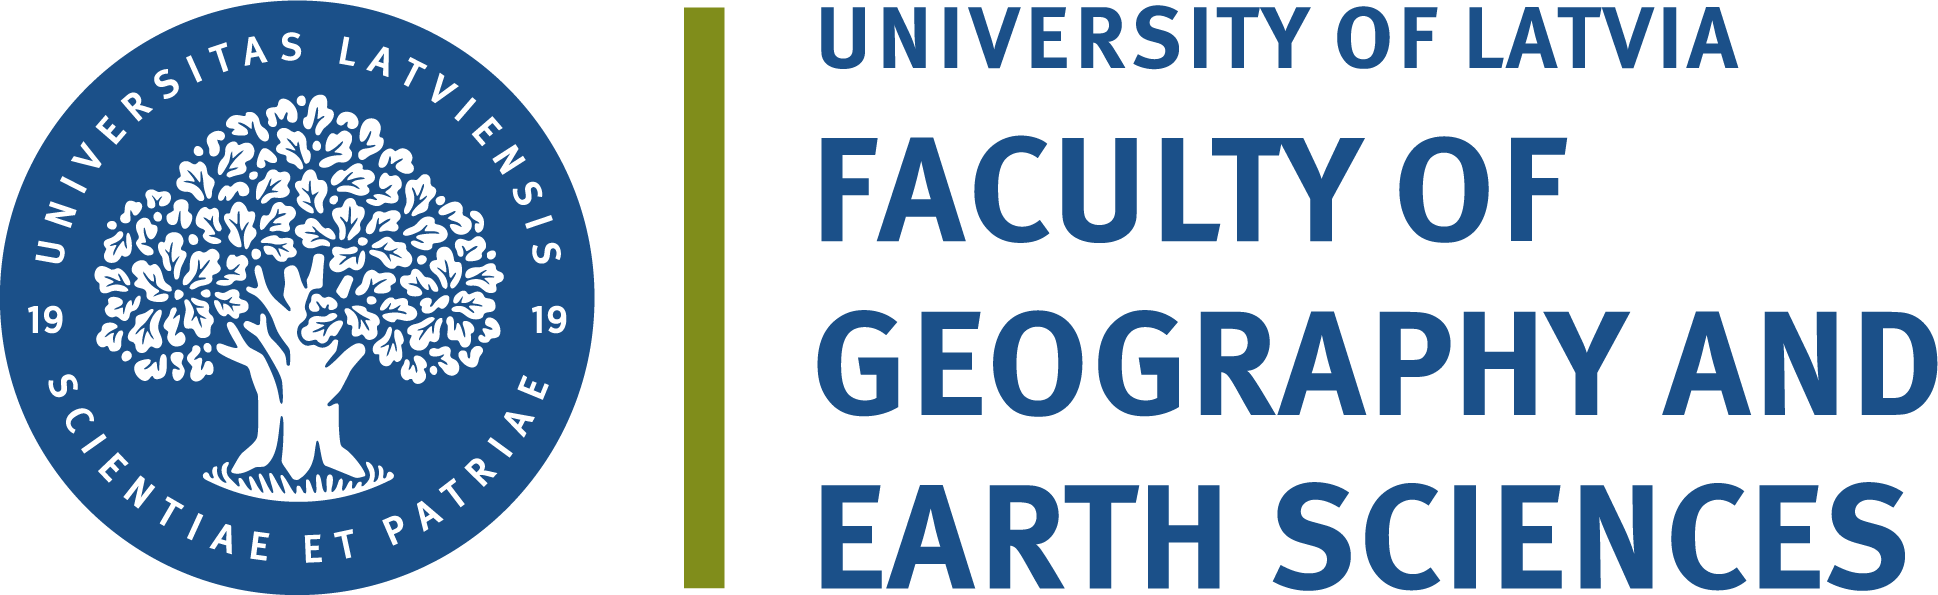 UNIVERSITAS LATVIENSIS
19 19
SCIENTIAE ET PATRIAE
UNIVERSITY OF LATVIA
FACULTY OF
GEOGRAPHY AND
EARTH SCIENCES